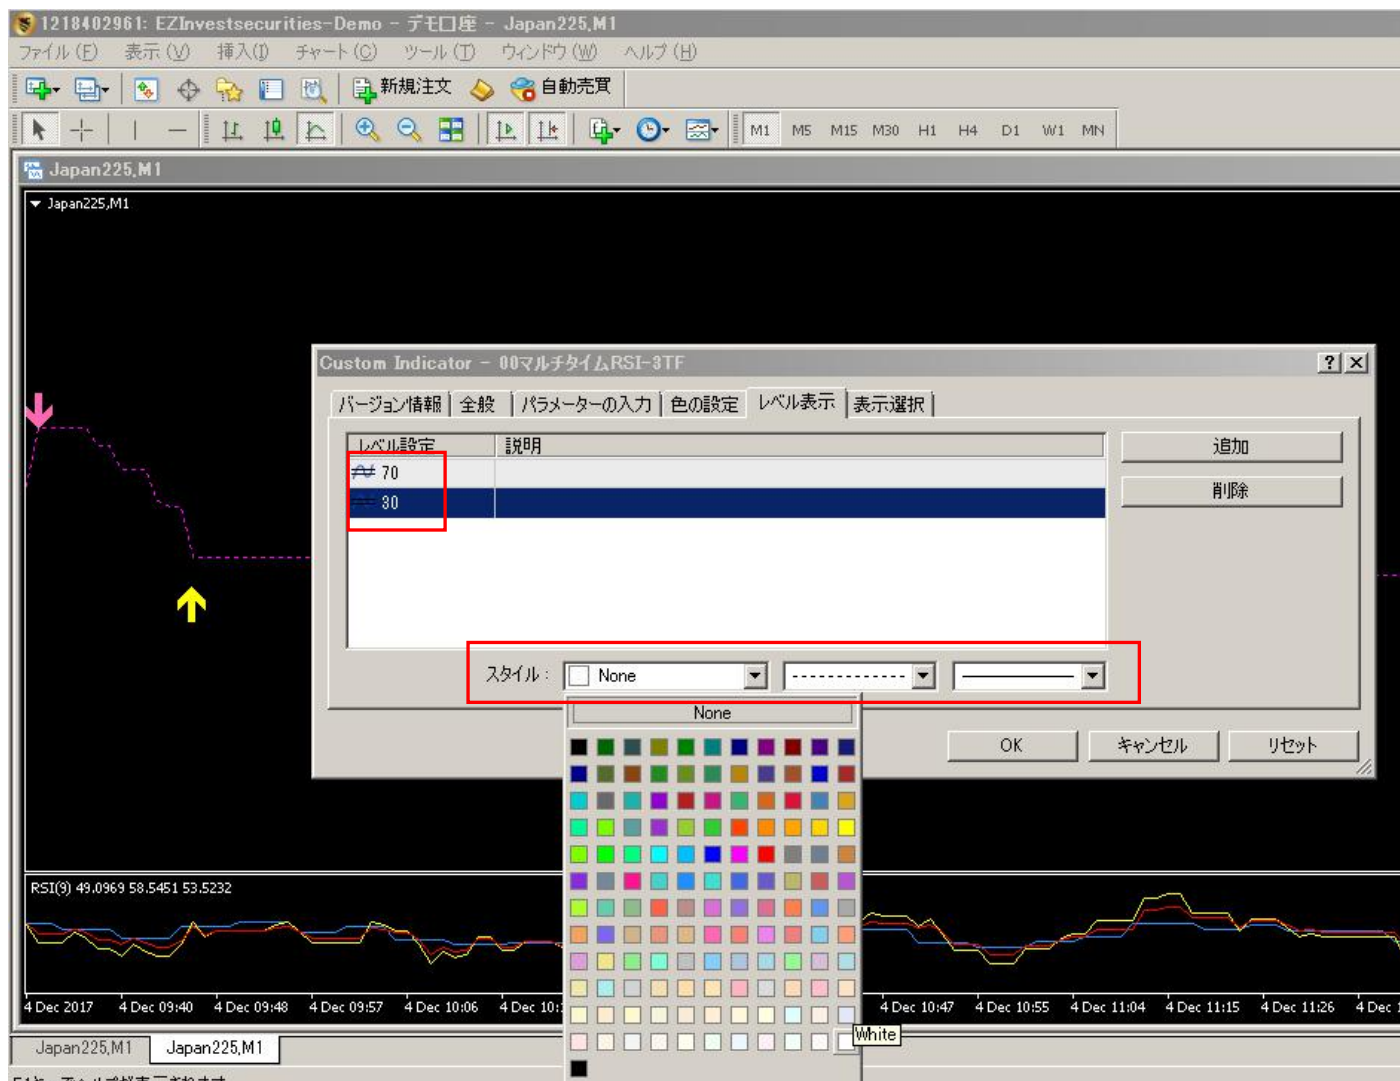 1218402961: EZInvestsecurities-Demo - デモ口座 - Japan225,M1
ファイル(F) 表示(V) 挿入(I) チャート(C) ツール(T) ウィンドウ(W) ヘルプ(H)
新規注文 自動売買
M1 M5 M15 M30 H1 H4 D1 W1 MN
Japan225,M1
Japan225,M1
Custom Indicator - 00マルチタイムRSI-3TF
バージョン情報 全般 パラメーターの入力 色の設定 レベル表示 表示選択
レベル設定 説明
70
30
追加
削除
スタイル: None
None
OK キャンセル リセット
White
RSI(9) 49.0969 58.5451 53.5232
4 Dec 2017 4 Dec 09:40 4 Dec 09:48 4 Dec 09:57 4 Dec 10:06 4 Dec 10:1 4 Dec 10:47 4 Dec 10:55 4 Dec 11:04 4 Dec 11:15 4 Dec 11:26 4 Dec
Japan225,M1 Japan225,M1